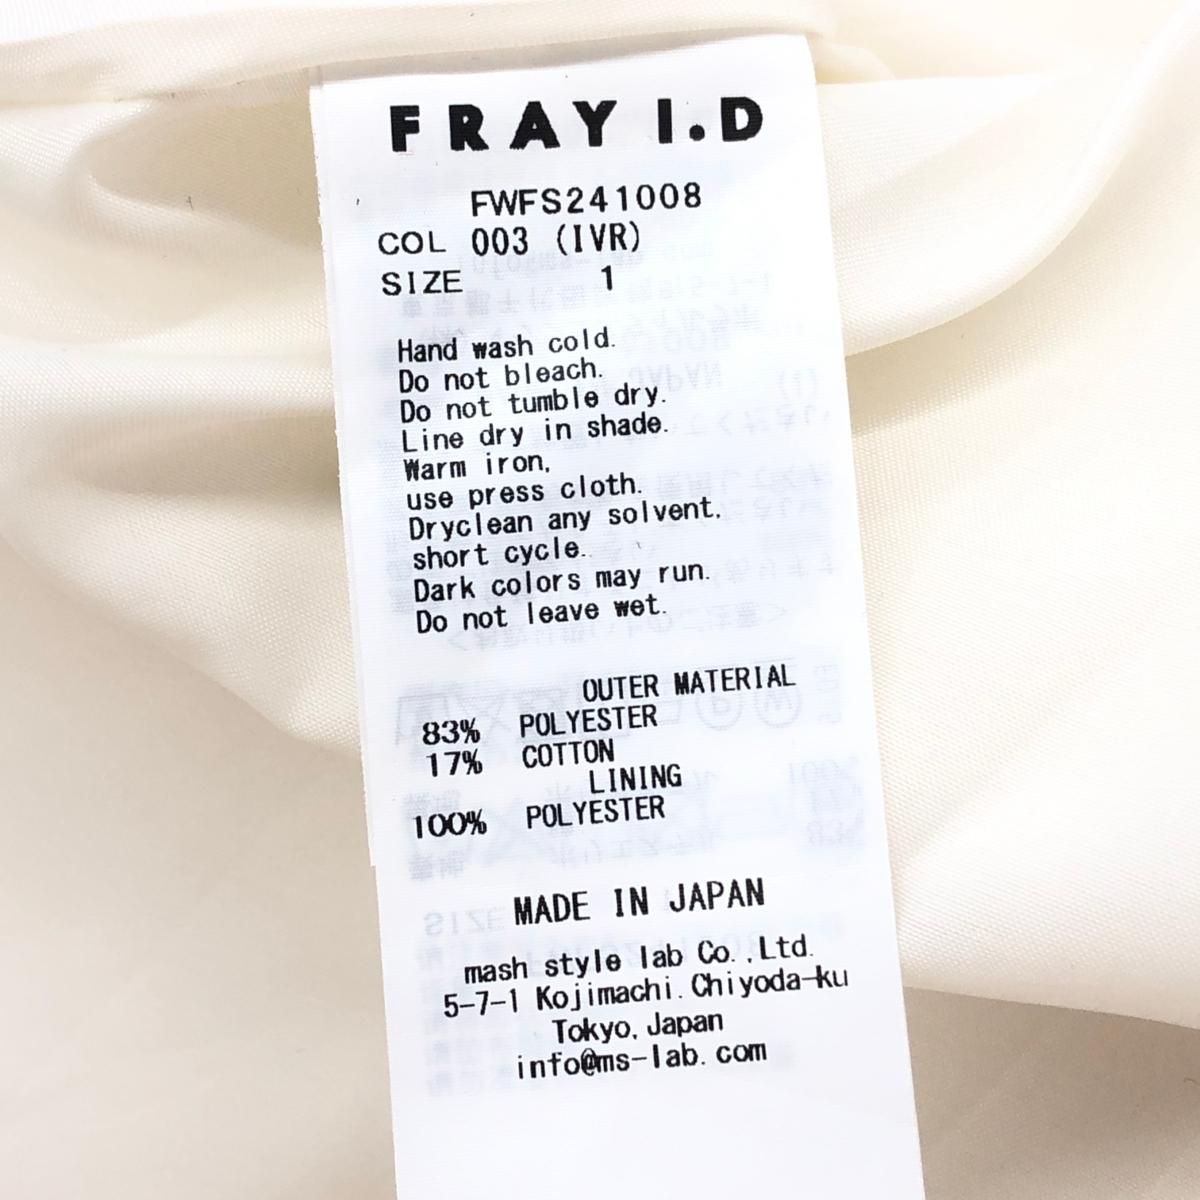 FRAY I.D
FWFS241008
COL 003 (IVR)
SIZE 1
Hand wash cold.
Do not bleach.
Do not tumble dry.
Line dry in shade.
Warm iron,
use press cloth.
Dryclean any solvent,
short cycle.
Dark colors may run.
Do not leave wet.
OUTER MATERIAL
83% POLYESTER
17% COTTON
LINING
100% POLYESTER
MADE IN JAPAN
mash style lab Co.,Ltd.
5-7-1 Kojimachi.Chiyoda-ku
Tokyo,Japan
info@ms-lab.com